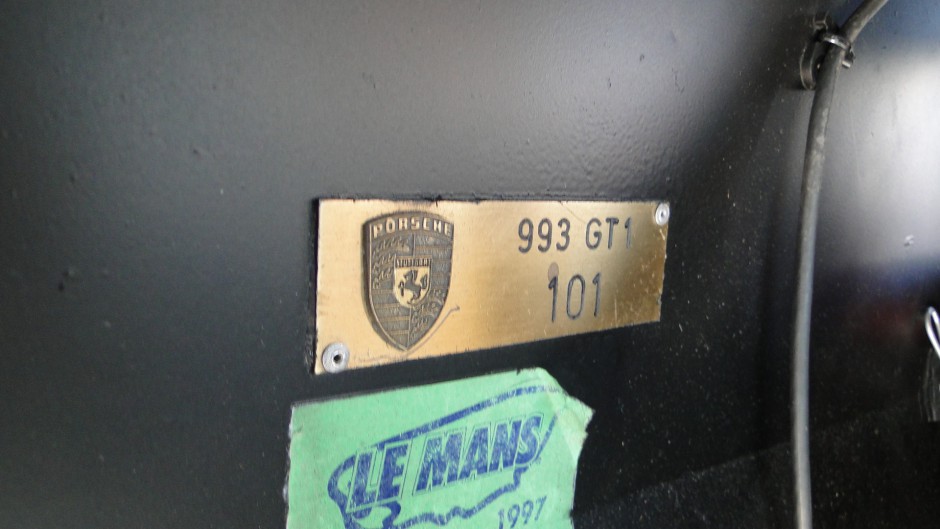 PORSCHE
STUTTGART
993 GT1
101
LE MANS
1997